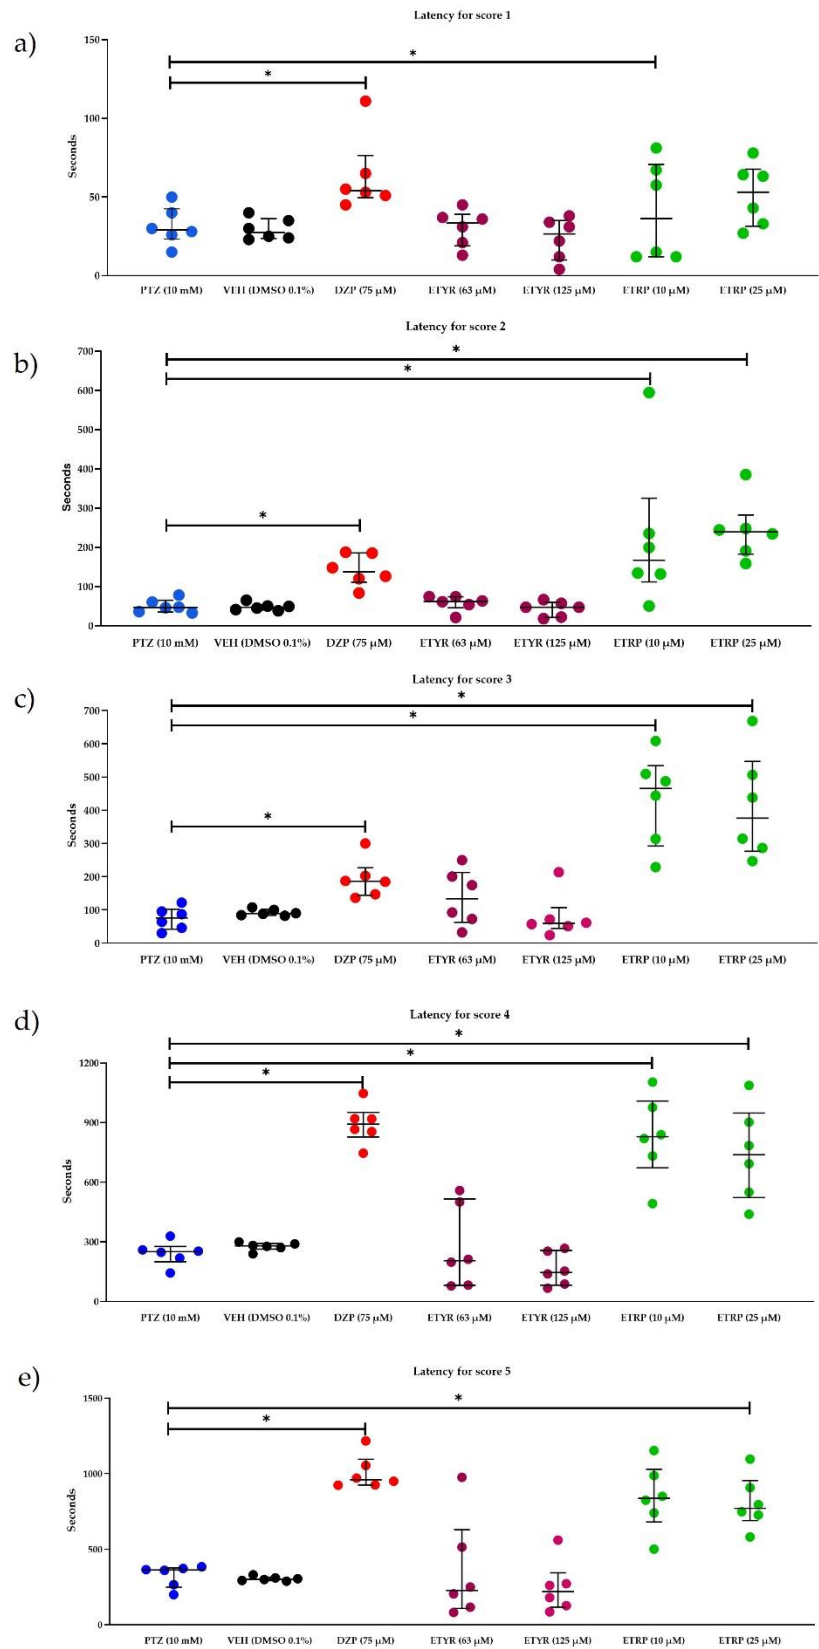 Latency for score 1
a)
150
*
*
100
Seconds
50
0
PTZ (10 mM) VEH (DMSO 0.1%) DZP (75 µM) ETYR (63 µM) ETYR (125 µM) ETRP (10 µM) ETRP (25 µM)
Latency for score 2
b)
700
*
*
600
500
400
Seconds
300
*
200
100
0
PTZ (10 mM) VEH (DMSO 0.1%) DZP (75 µM) ETYR (63 µM) ETYR (125 µM) ETRP (10 µM) ETRP (25 µM)
Latency for score 3
c)
*
700
*
600
500
400
Seconds
*
300
200
100
0
PTZ (10 mM) VEH (DMSO 0.1%) DZP (75 µM) ETYR (63 µM) ETYR (125 µM) ETRP (10 µM) ETRP (25 µM)
Latency for score 4
d)
*
*
1200
*
900
Seconds
600
300
0
PTZ (10 mM) VEH (DMSO 0.1%) DZP (75 µM) ETYR (63 µM) ETYR (125 µM) ETRP (10 µM) ETRP (25 µM)
Latency for score 5
e)
1500
*
*
1000
Seconds
500
0
PTZ (10 mM) VEH (DMSO 0.1%) DZP (75 µM) ETYR (63 µM) ETYR (125 µM) ETRP (10 µM) ETRP (25 µM)